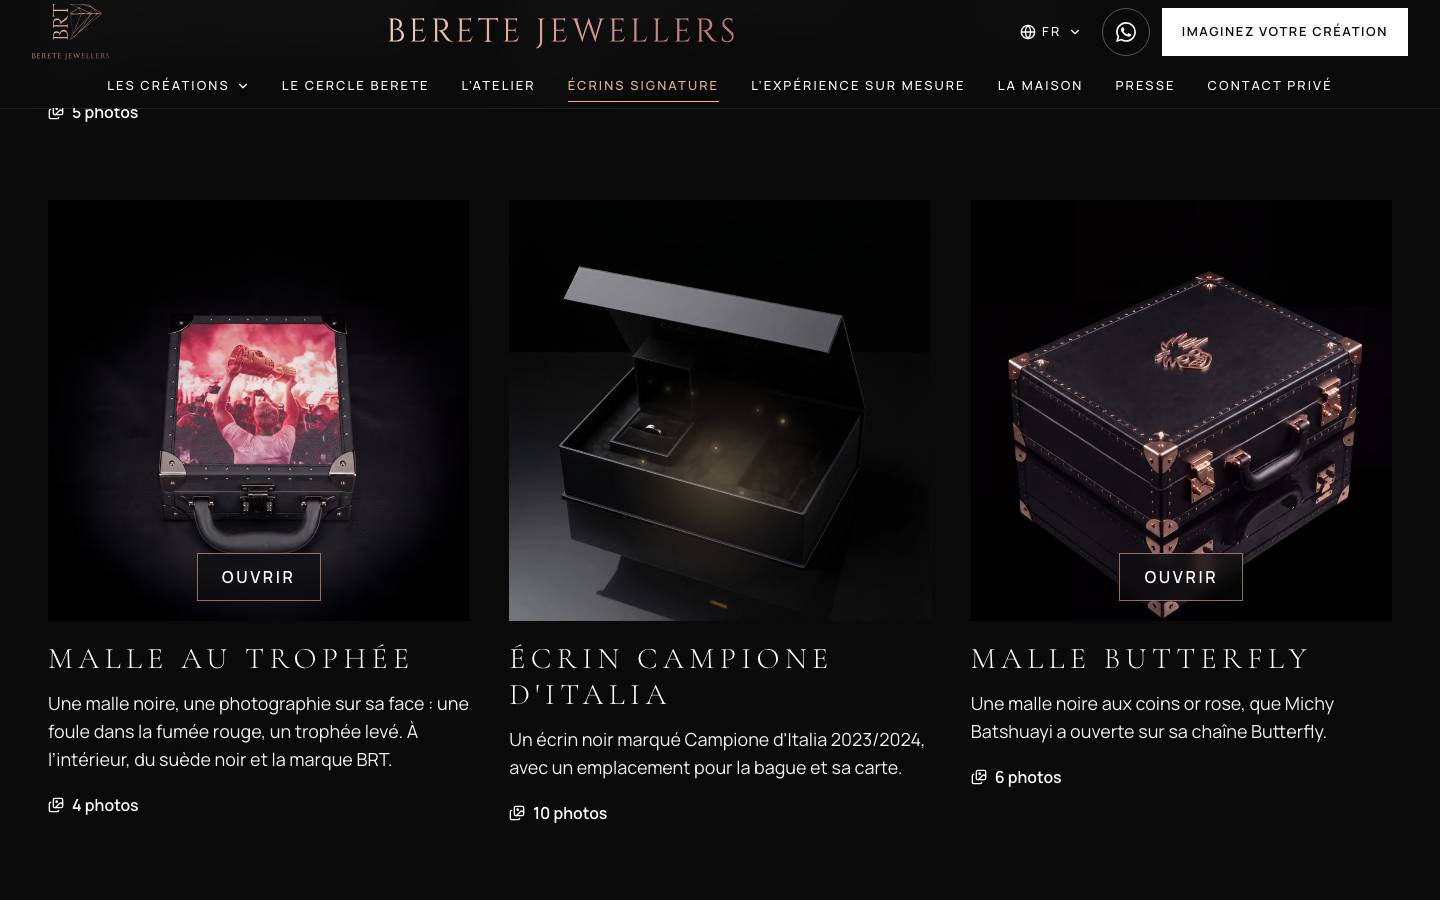 BRT
BERETE JEWELLERS
BERETE JEWELLERS
FR
IMAGINEZ VOTRE CRÉATION
LES CRÉATIONS
LE CERCLE BERETE
L'ATELIER
ÉCRINS SIGNATURE
L'EXPÉRIENCE SUR MESURE
LA MAISON
PRESSE
CONTACT PRIVÉ
5 photos
OUVRIR
OUVRIR
MALLE AU TROPHÉE
Une malle noire, une photographie sur sa face : une
foule dans la fumée rouge, un trophée levé. À
l'intérieur, du suède noir et la marque BRT.
4 photos
ÉCRIN CAMPIONE
D'ITALIA
Un écrin noir marqué Campione d'Italia 2023/2024,
avec un emplacement pour la bague et sa carte.
10 photos
MALLE BUTTERFLY
Une malle noire aux coins or rose, que Michy
Batshuayi a ouverte sur sa chaîne Butterfly.
6 photos